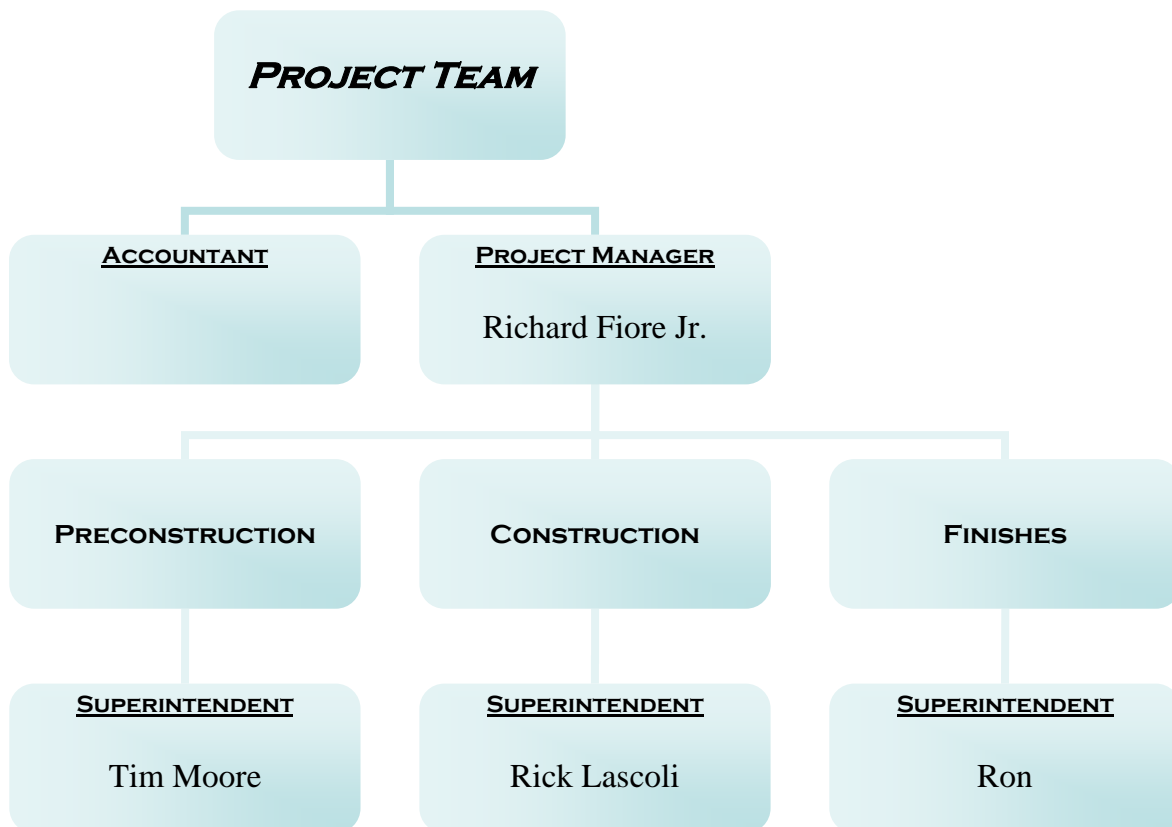 PROJECT TEAM
ACCOUNTANT
PROJECT MANAGER
Richard Fiore Jr.
PRECONSTRUCTION
CONSTRUCTION
FINISHES
SUPERINTENDENT
Tim Moore
SUPERINTENDENT
Rick Lascoli
SUPERINTENDENT
Ron